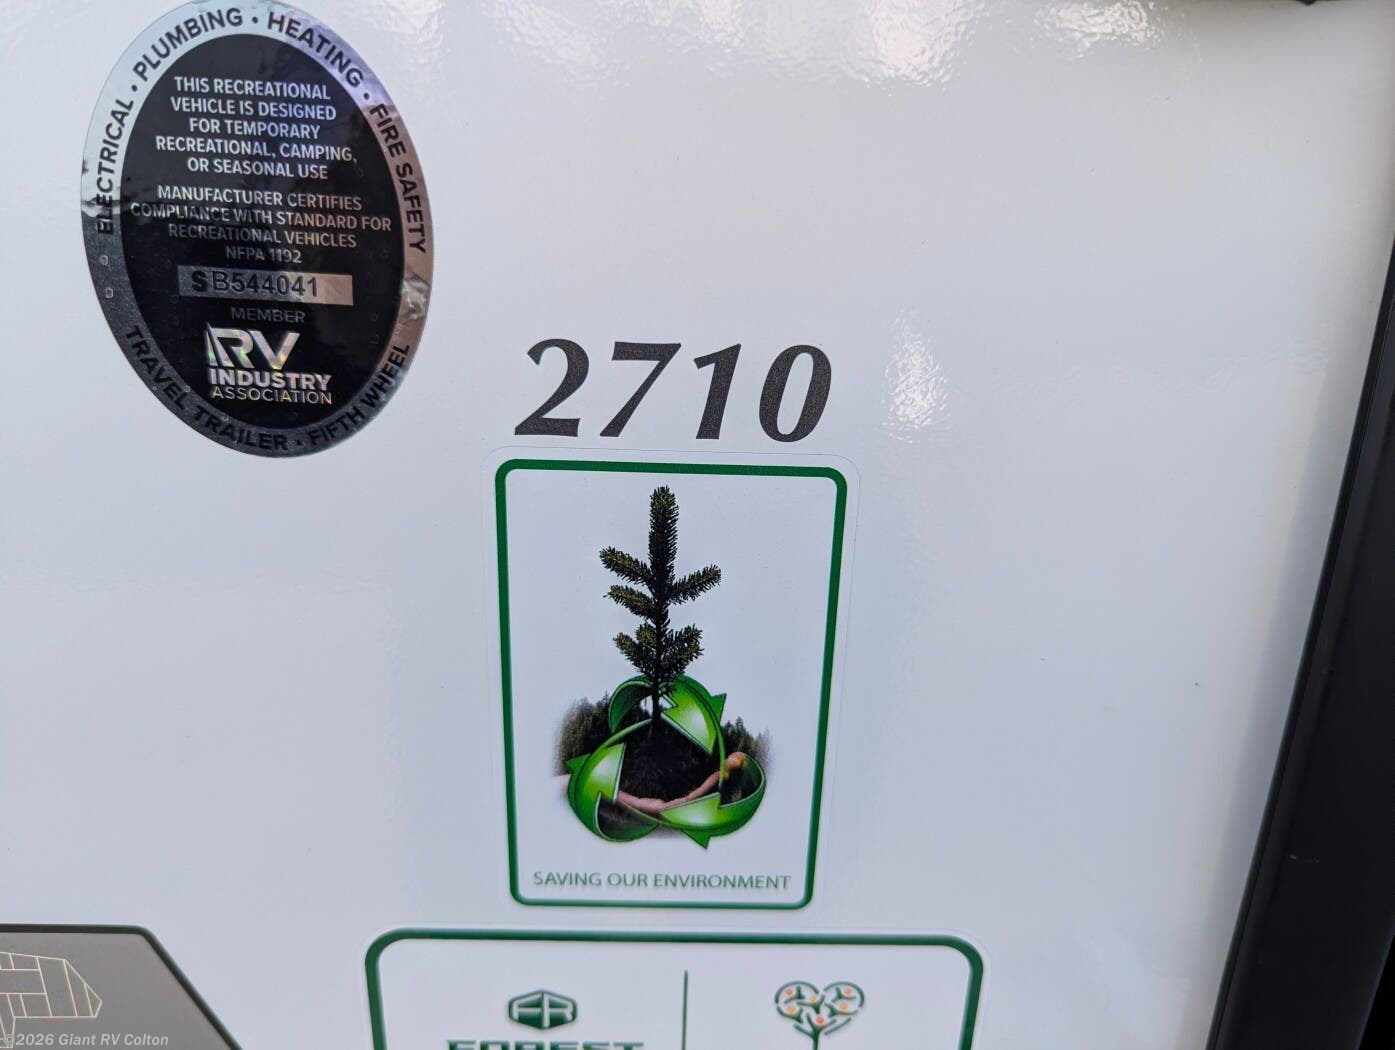 ELECTRICAL • PLUMBING • HEATING • FIRE SAFETY
THIS RECREATIONAL
VEHICLE IS DESIGNED
FOR TEMPORARY
RECREATIONAL, CAMPING,
OR SEASONAL USE
MANUFACTURER CERTIFIES
COMPLIANCE WITH STANDARD FOR
RECREATIONAL VEHICLES
NFPA 1192
SB544041
MEMBER
RV
INDUSTRY
ASSOCIATION
TRAVEL TRAILER • FIFTH WHEEL
2710
SAVING OUR ENVIRONMENT
FR
FOREST
©2026 Giant RV Colton